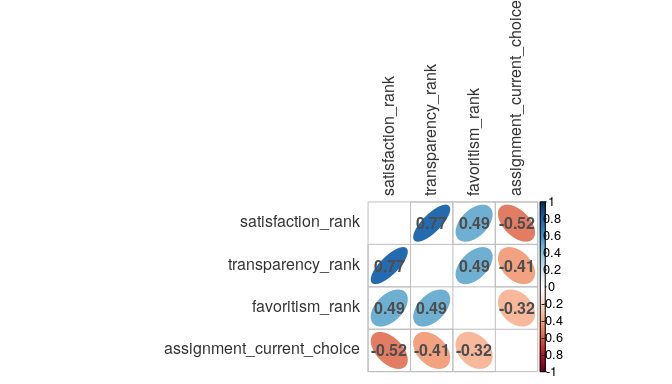 satisfaction_rank
transparency_rank
favoritism_rank
assignment_current_choice
satisfaction_rank 0.77 0.49 -0.52
transparency_rank 0.77 0.49 -0.41
favoritism_rank 0.49 0.49 -0.32
assignment_current_choice -0.52 -0.41 -0.32
1
0.8
0.6
0.4
0.2
0
-0.2
-0.4
-0.6
-0.8
-1